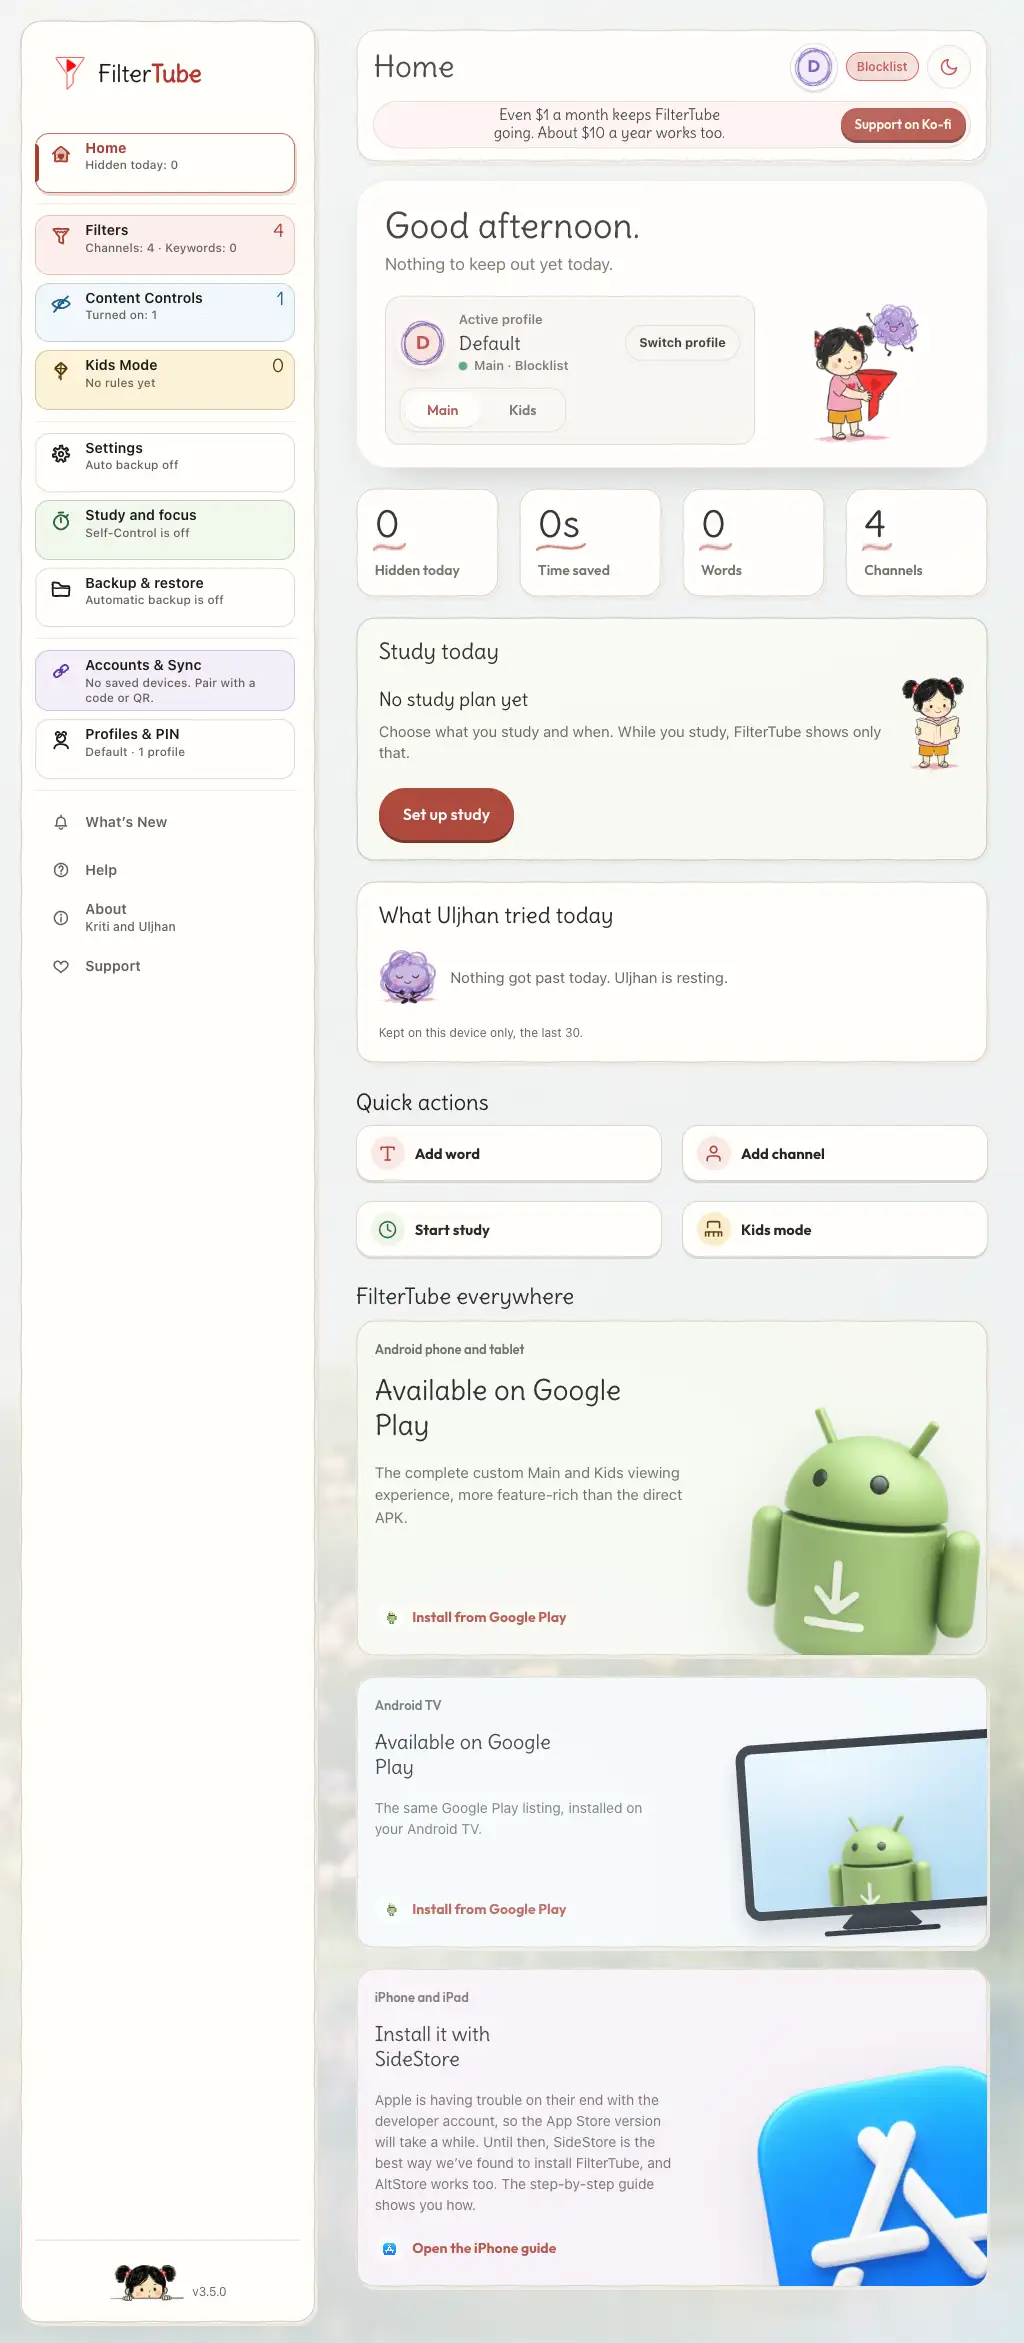 FilterTube
Home
Hidden today: 0
Filters
4
Channels: 4 · Keywords: 0
Content Controls
1
Turned on: 1
Kids Mode
0
No rules yet
Settings
Auto backup off
Study and focus
Self-Control is off
Backup & restore
Automatic backup is off
Accounts & Sync
No saved devices. Pair with a
code or QR.
Profiles & PIN
Default · 1 profile
What's New
Help
About
Kriti and Uljhan
Support
v3.5.0
Home
D
Blocklist
Even $1 a month keeps FilterTube
going. About $10 a year works too.
Support on Ko-fi
Good afternoon.
Nothing to keep out yet today.
D
Active profile
Default
Main · Blocklist
Switch profile
Main
Kids
0
Hidden today
0s
Time saved
0
Words
4
Channels
Study today
No study plan yet
Choose what you study and when. While you study, FilterTube shows only
that.
Set up study
What Uljhan tried today
Nothing got past today. Uljhan is resting.
Kept on this device only, the last 30.
Quick actions
Add word
Add channel
Start study
Kids mode
FilterTube everywhere
Android phone and tablet
Available on Google
Play
The complete custom Main and Kids viewing
experience, more feature-rich than the direct
APK.
Install from Google Play
Android TV
Available on Google
Play
The same Google Play listing, installed on
your Android TV.
Install from Google Play
iPhone and iPad
Install it with
SideStore
Apple is having trouble on their end with the
developer account, so the App Store version
will take a while. Until then, SideStore is the
best way we've found to install FilterTube, and
AltStore works too. The step-by-step guide
shows you how.
Open the iPhone guide